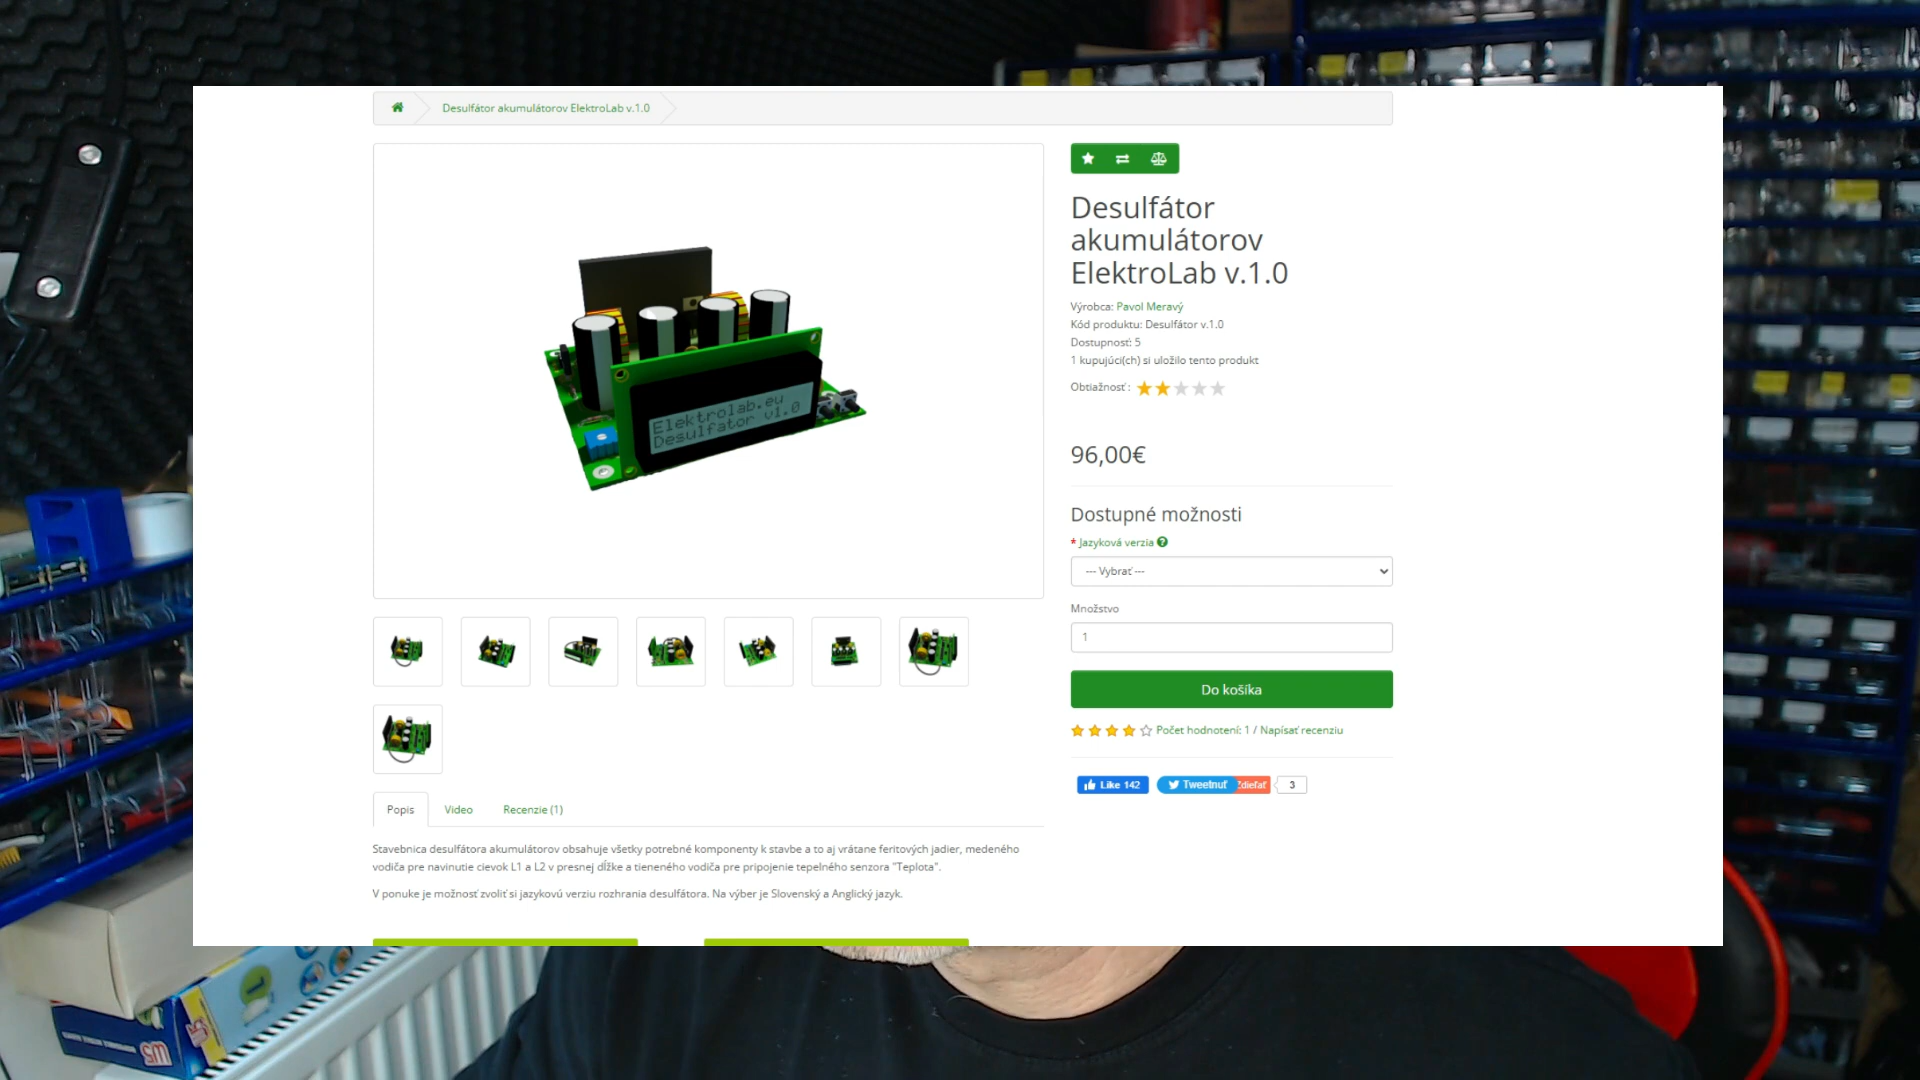 Desulfátor akumulátorov ElektroLab v.1.0
Elektrolab.eu
Desulfator v1.0
Desulfátor
akumulátorov
ElektroLab v.1.0
Výrobca: Pavol Meravý
Kód produktu: Desulfátor v.1.0
Dostupnosť: 5
1 kupujúci(ch) si uložilo tento produkt
Obtiažnosť :
96,00€
Dostupné možnosti
* Jazyková verzia
--- Vybrať ---
Množstvo
1
Do košíka
Počet hodnotení: 1 / Napísať recenziu
Like 142
Tweetnuť
Zdieľať
3
Popis
Video
Recenzie (1)
Stavebnica desulfátora akumulátorov obsahuje všetky potrebné komponenty k stavbe a to aj vrátane feritových jadier, medeného
vodiča pre navinutie cievok L1 a L2 v presnej dĺžke a tieneného vodiča pre pripojenie tepelného senzora "Teplota".
V ponuke je možnosť zvoliť si jazykovú verziu rozhrania desulfátora. Na výber je Slovenský a Anglický jazyk.